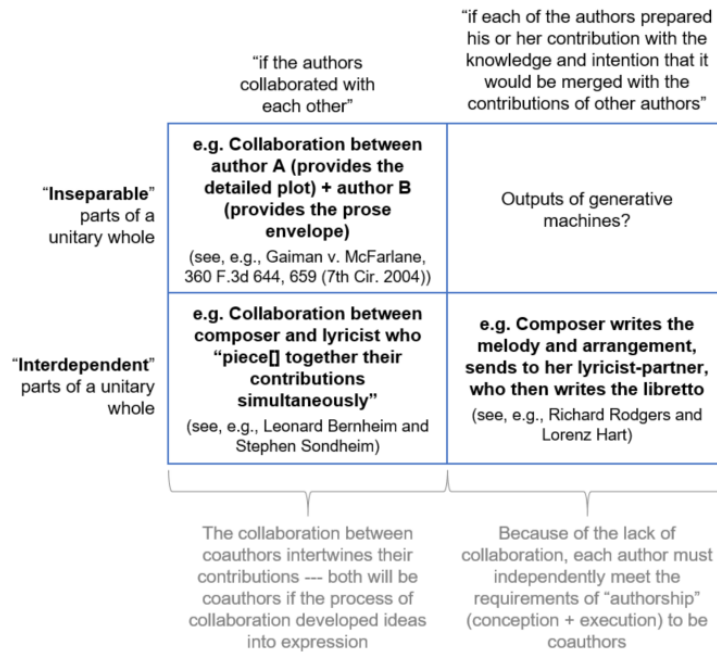 “if the authors
collaborated with
each other”
“if each of the authors prepared
his or her contribution with the
knowledge and intention that it
would be merged with the
contributions of other authors”
“Inseparable”
parts of a
unitary whole
e.g. Collaboration between
author A (provides the
detailed plot) + author B
(provides the prose
envelope)
(see, e.g., Gaiman v. McFarlane,
360 F.3d 644, 659 (7th Cir. 2004))
Outputs of generative
machines?
“Interdependent”
parts of a unitary
whole
e.g. Collaboration between
composer and lyricist who
“piece[] together their
contributions
simultaneously”
(see, e.g., Leonard Bernheim and
Stephen Sondheim)
e.g. Composer writes the
melody and arrangement,
sends to her lyricist-partner,
who then writes the libretto
(see, e.g., Richard Rodgers and
Lorenz Hart)
The collaboration between
coauthors intertwines their
contributions --- both will be
coauthors if the process of
collaboration developed ideas
into expression
Because of the lack of
collaboration, each author must
independently meet the
requirements of “authorship”
(conception + execution) to be
coauthors